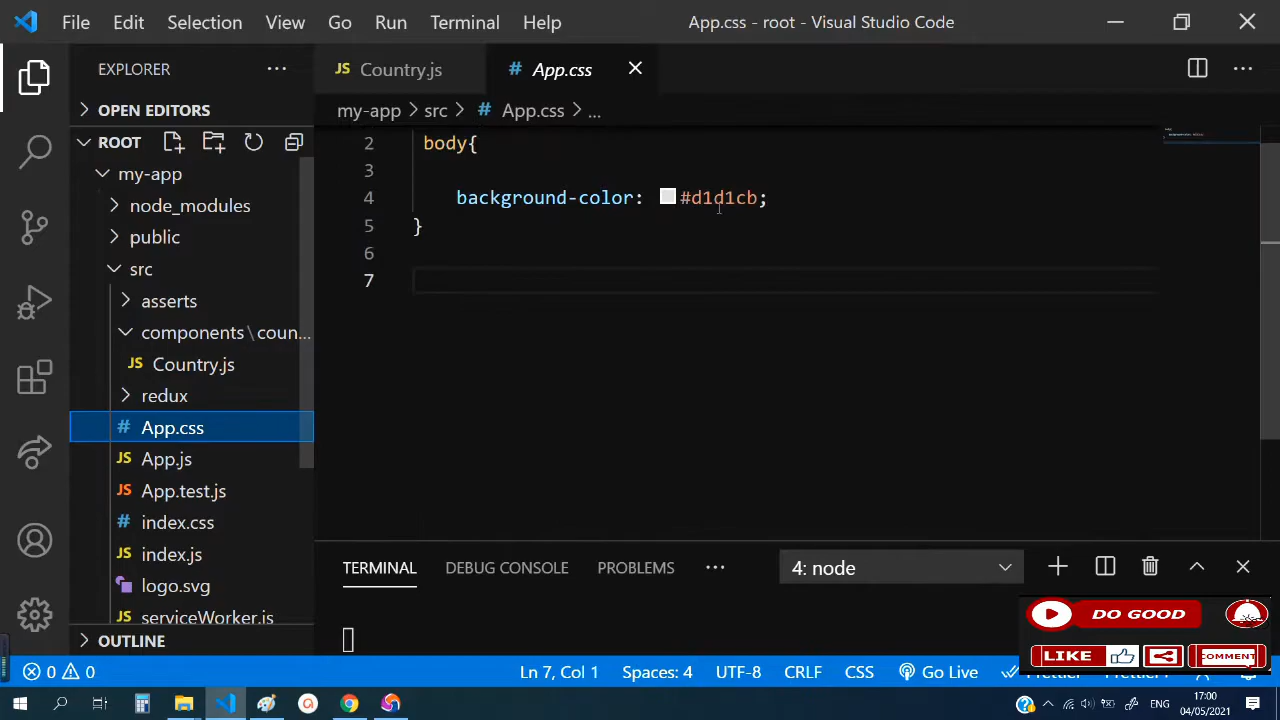 File Edit Selection View Go Run Terminal Help App.css - root - Visual Studio Code
EXPLORER
Country.js
App.css
OPEN EDITORS
my-app > src > # App.css > ...
ROOT
my-app
node_modules
public
src
asserts
components\coun...
Country.js
redux
App.css
App.js
App.test.js
index.css
index.js
logo.svg
serviceWorker.js
OUTLINE
2 body{
3
4 background-color: #d1d1cb;
5 }
6
7
TERMINAL DEBUG CONSOLE PROBLEMS ... 4: node
DO GOOD
LIKE COMMENT
0 0 Ln 7, Col 1 Spaces: 4 UTF-8 CRLF CSS Go Live Prettier
ENG
17:00
04/05/2021